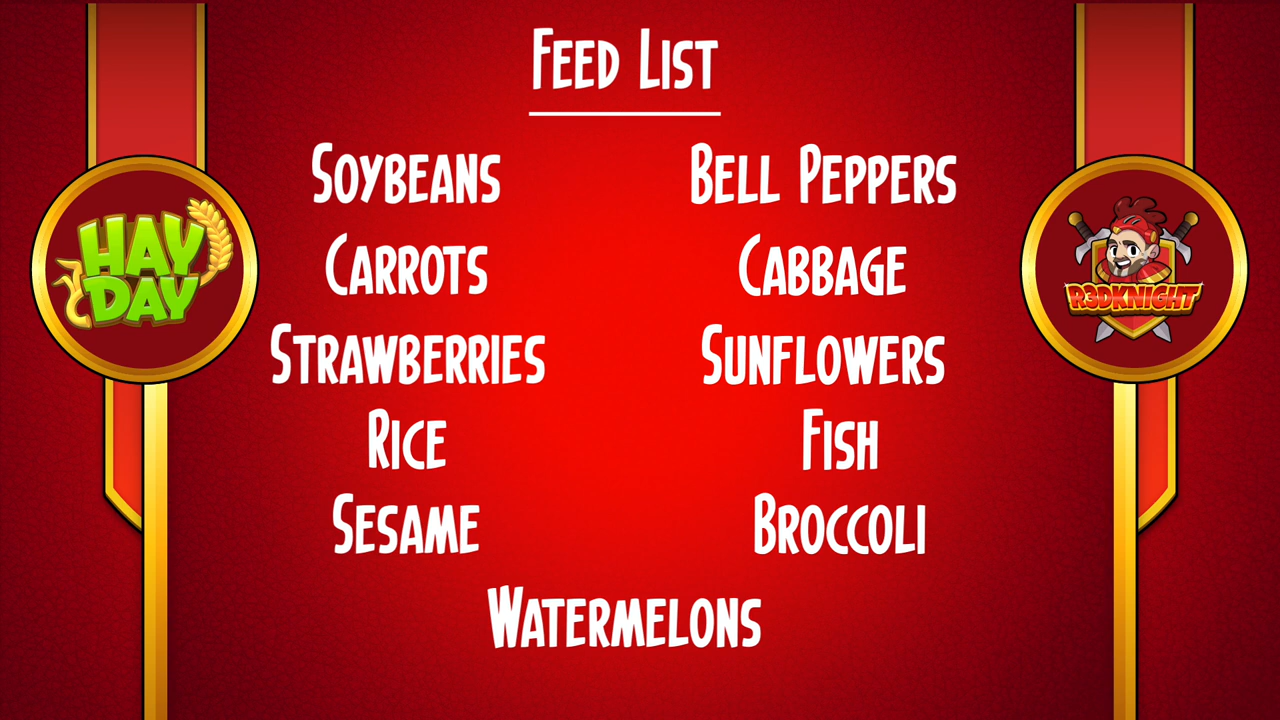 Feed List
HAY
DAY
Soybeans
Bell Peppers
Carrots
Cabbage
R3DKNIGHT
Strawberries
Sunflowers
Rice
Fish
Sesame
Broccoli
Watermelons